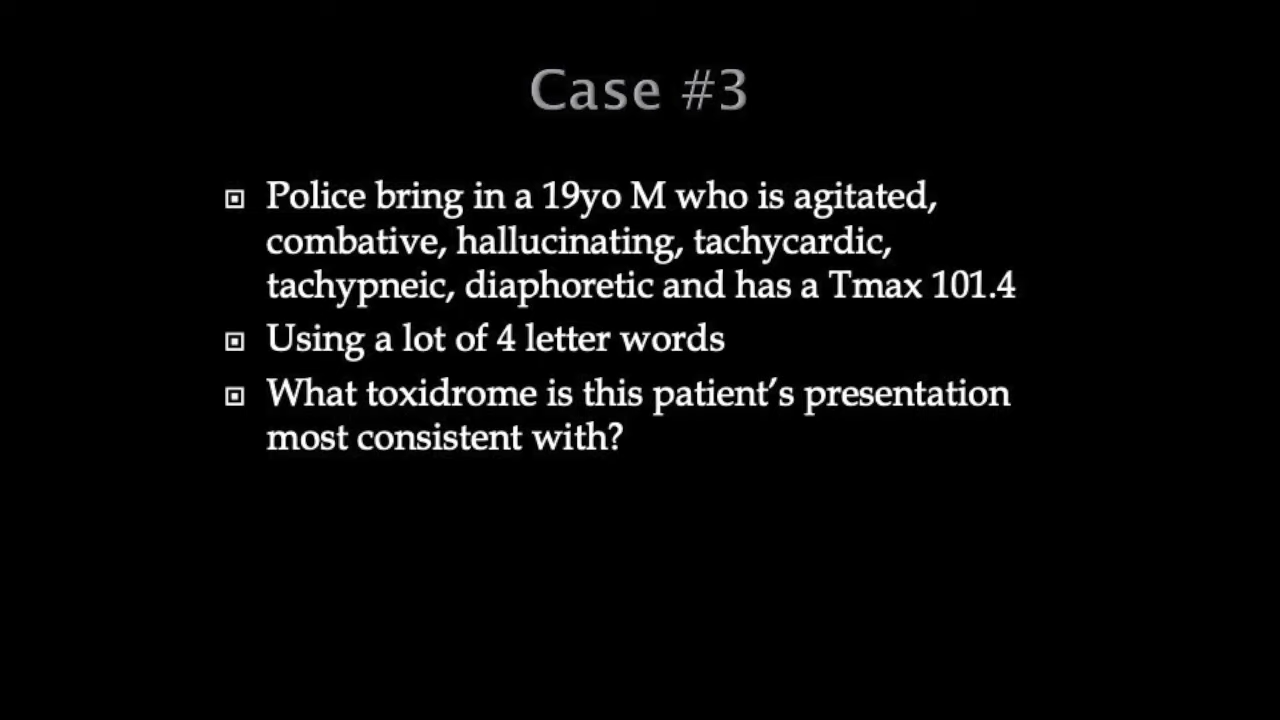 Case #3
Police bring in a 19yo M who is agitated,
combative, hallucinating, tachycardic,
tachypneic, diaphoretic and has a Tmax 101.4
Using a lot of 4 letter words
What toxidrome is this patient’s presentation
most consistent with?